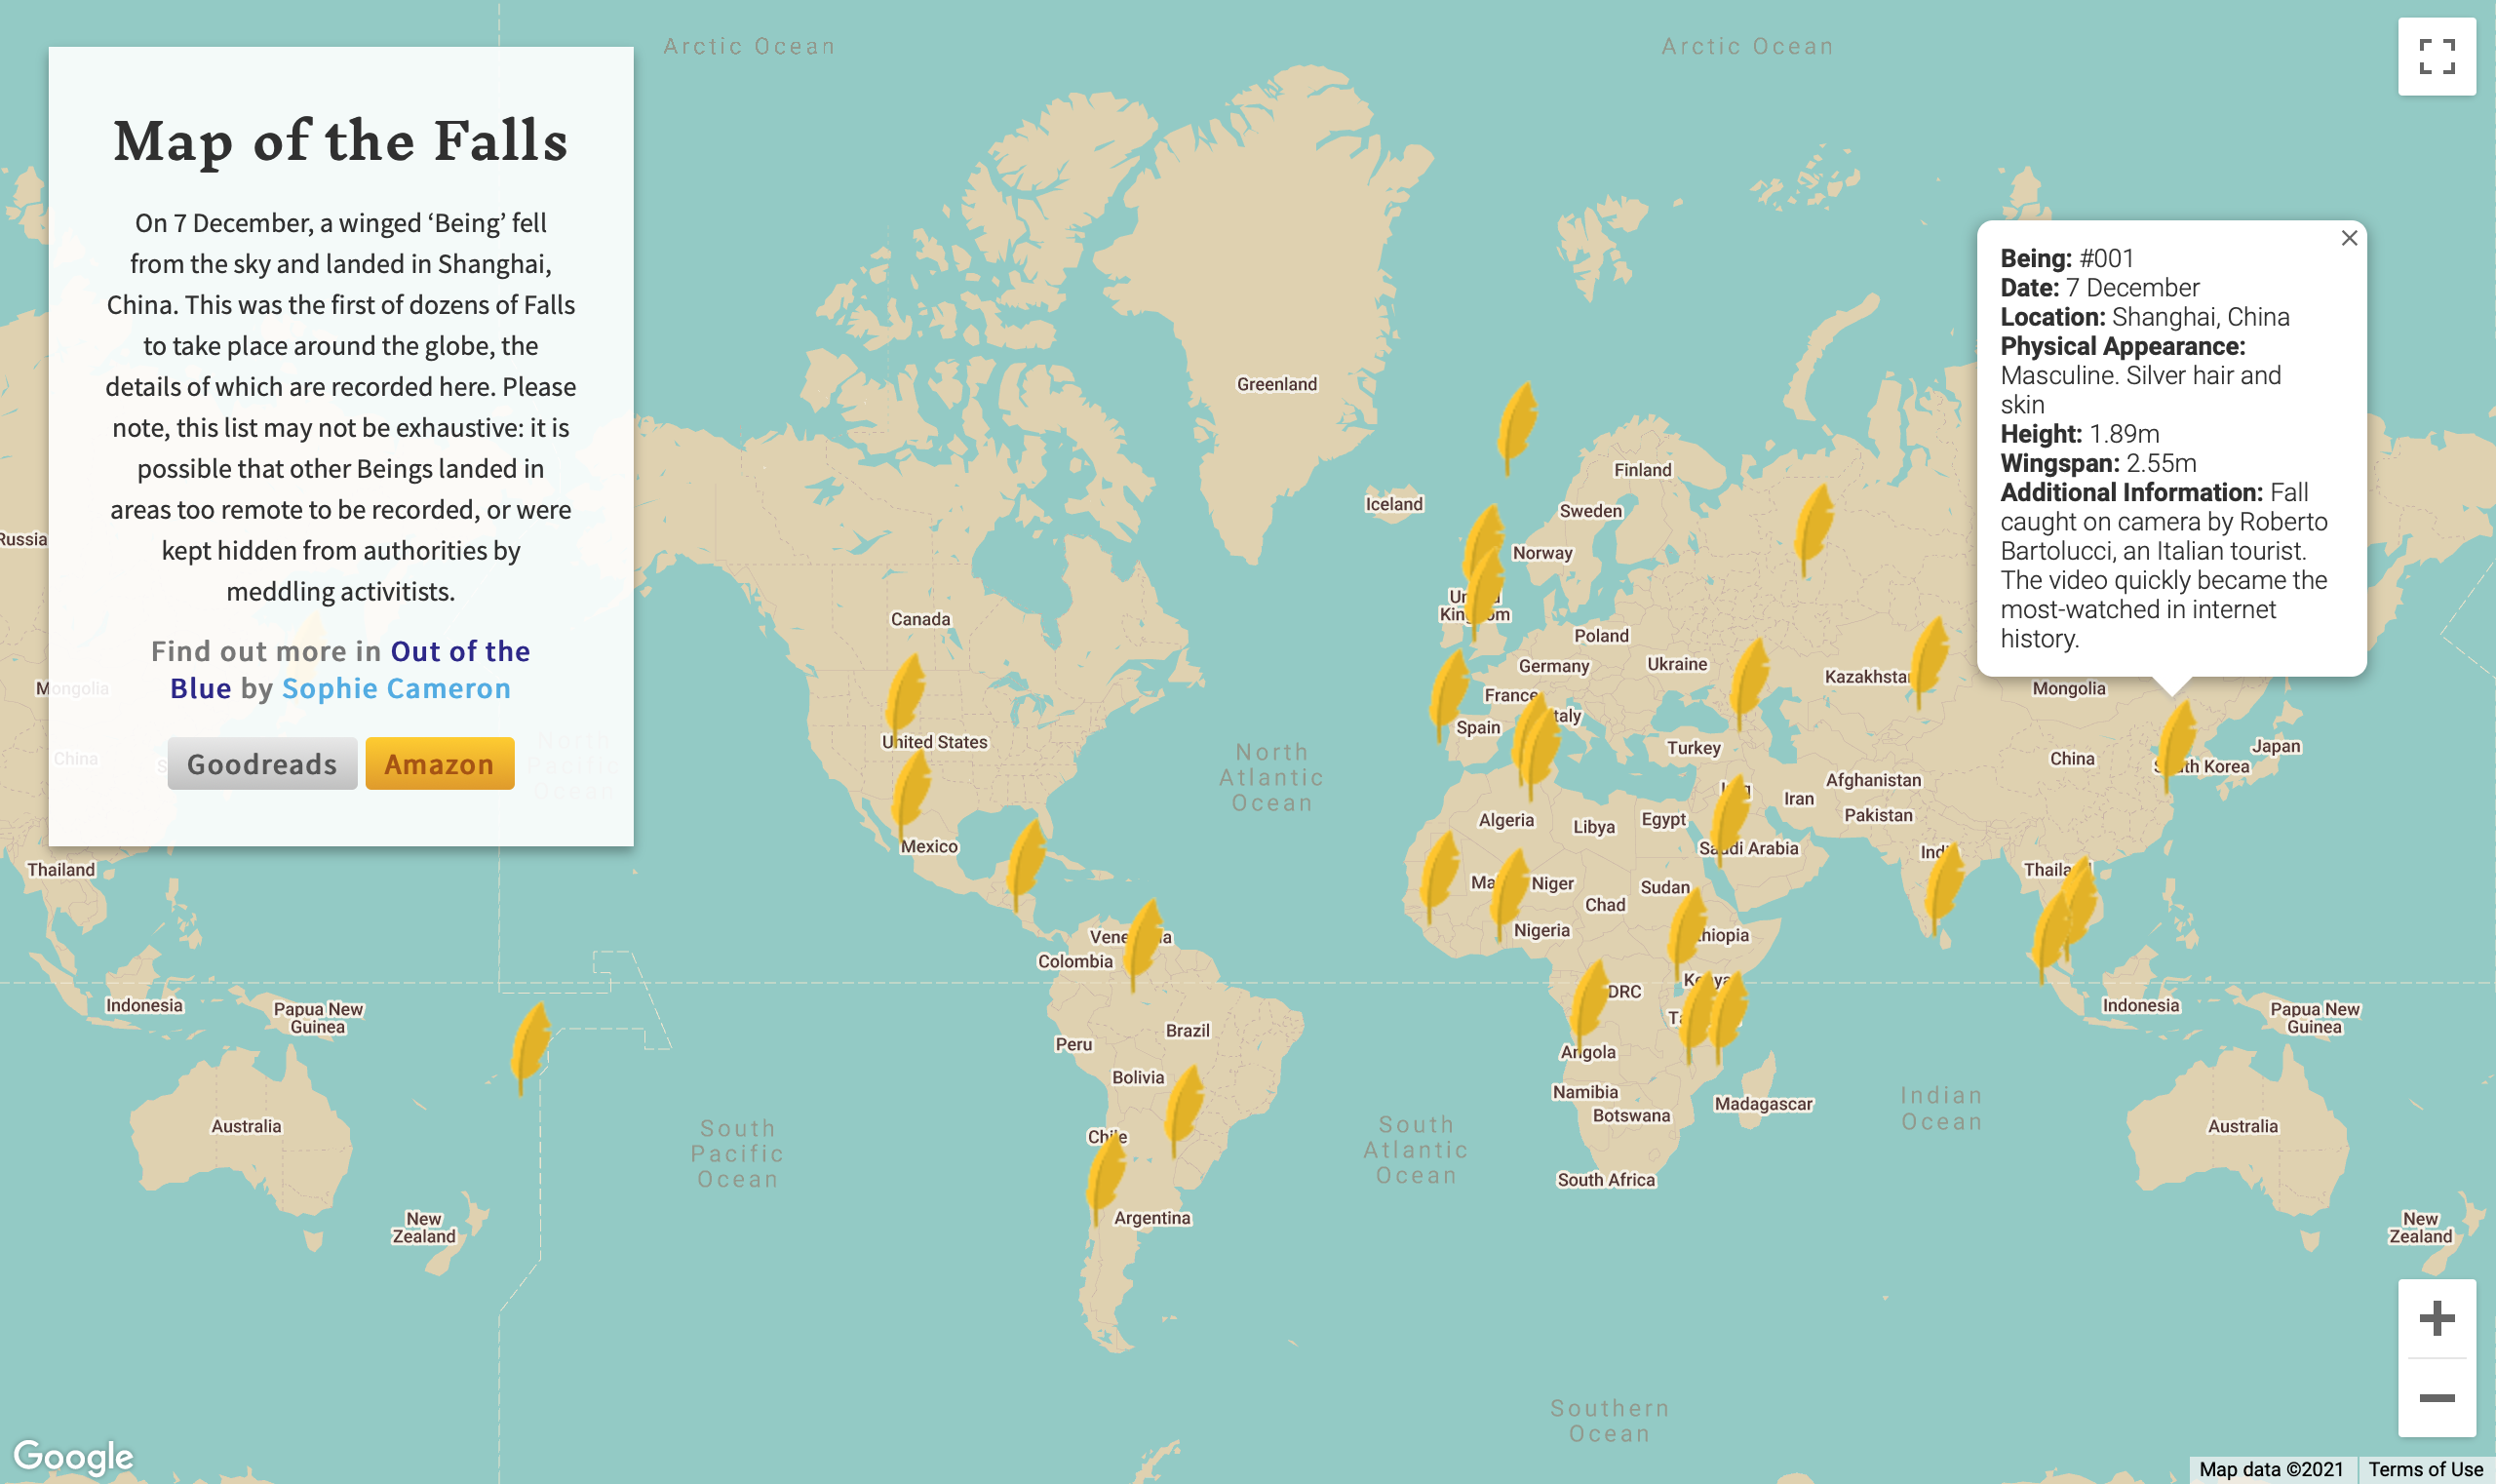 Map of the Falls
On 7 December, a winged ‘Being’ fell
from the sky and landed in Shanghai,
China. This was the first of dozens of Falls
to take place around the globe, the
details of which are recorded here. Please
note, this list may not be exhaustive: it is
possible that other Beings landed in
areas too remote to be recorded, or were
kept hidden from authorities by
meddling activitists.
Find out more in Out of the
Blue by Sophie Cameron
Goodreads
Amazon
Being: #001
Date: 7 December
Location: Shanghai, China
Physical Appearance:
Masculine. Silver hair and
skin
Height: 1.89m
Wingspan: 2.55m
Additional Information: Fall
caught on camera by Roberto
Bartolucci, an Italian tourist.
The video quickly became the
most-watched in internet
history.
Arctic Ocean
Arctic Ocean
Greenland
Iceland
Finland
Sweden
Norway
United
Kingdom
Russia
Canada
Poland
Germany
Ukraine
Kazakhstan
Mongolia
Mongolia
France
Italy
Spain
United States
Turkey
China
China
Japan
South Korea
North
Pacific
Ocean
North
Atlantic
Ocean
Afghanistan
Iraq
Iran
Pakistan
Algeria
Libya
Egypt
Mexico
Saudi Arabia
India
Thailand
Thailand
Mali
Niger
Sudan
Chad
Nigeria
Ethiopia
Venezuela
Colombia
Kenya
DRC
Indonesia
Indonesia
Papua New
Guinea
Papua New
Guinea
Brazil
Peru
Angola
Bolivia
Namibia
Botswana
Madagascar
Indian
Ocean
Australia
Australia
South
Pacific
Ocean
South
Atlantic
Ocean
Chile
South Africa
Argentina
New
Zealand
New
Zealand
Southern
Ocean
Google
Map data ©2021
Terms of Use